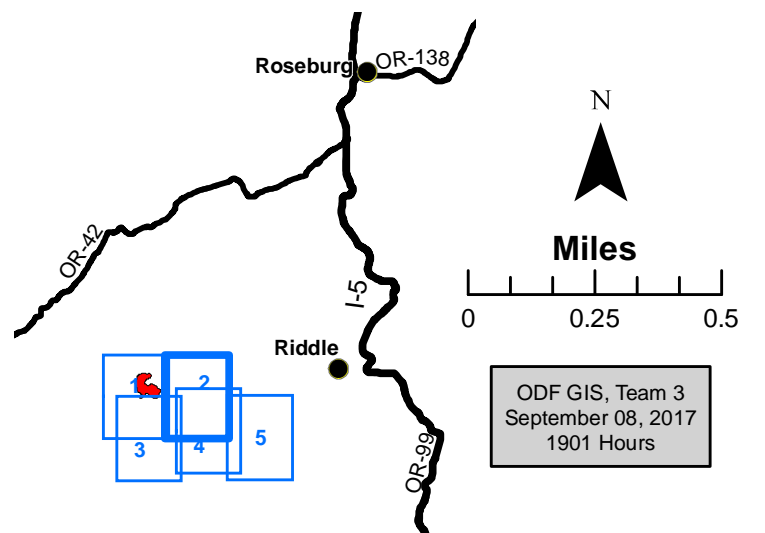 Roseburg
OR-138
N
OR-42
Miles
I-5
0 0.25 0.5
Riddle
ODF GIS, Team 3
September 08, 2017
1901 Hours
1
2
3
4
5
OR-99